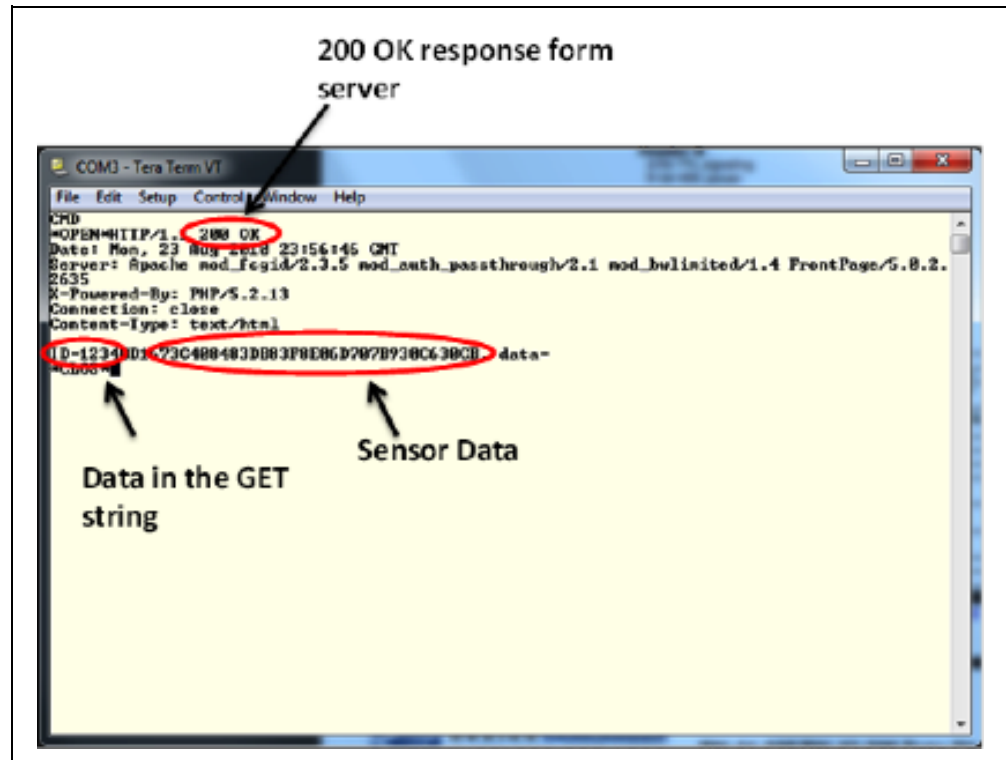 200 OK response form
server
COM3 - Tera Term VT
File Edit Setup Control Window Help
CMD
*OPEN*HTTP/1. 200 OK
Date: Mon, 23 Aug 2010 23:56:45 GMT
Server: Apache mod_fcgid/2.3.5 mod_auth_passthrough/2.1 mod_bwlimited/1.4 FrontPage/5.0.2.
2635
X-Powered-By: PHP/5.2.13
Connection: close
Content-Type: text/html
data-
Sensor Data
Data in the GET
string